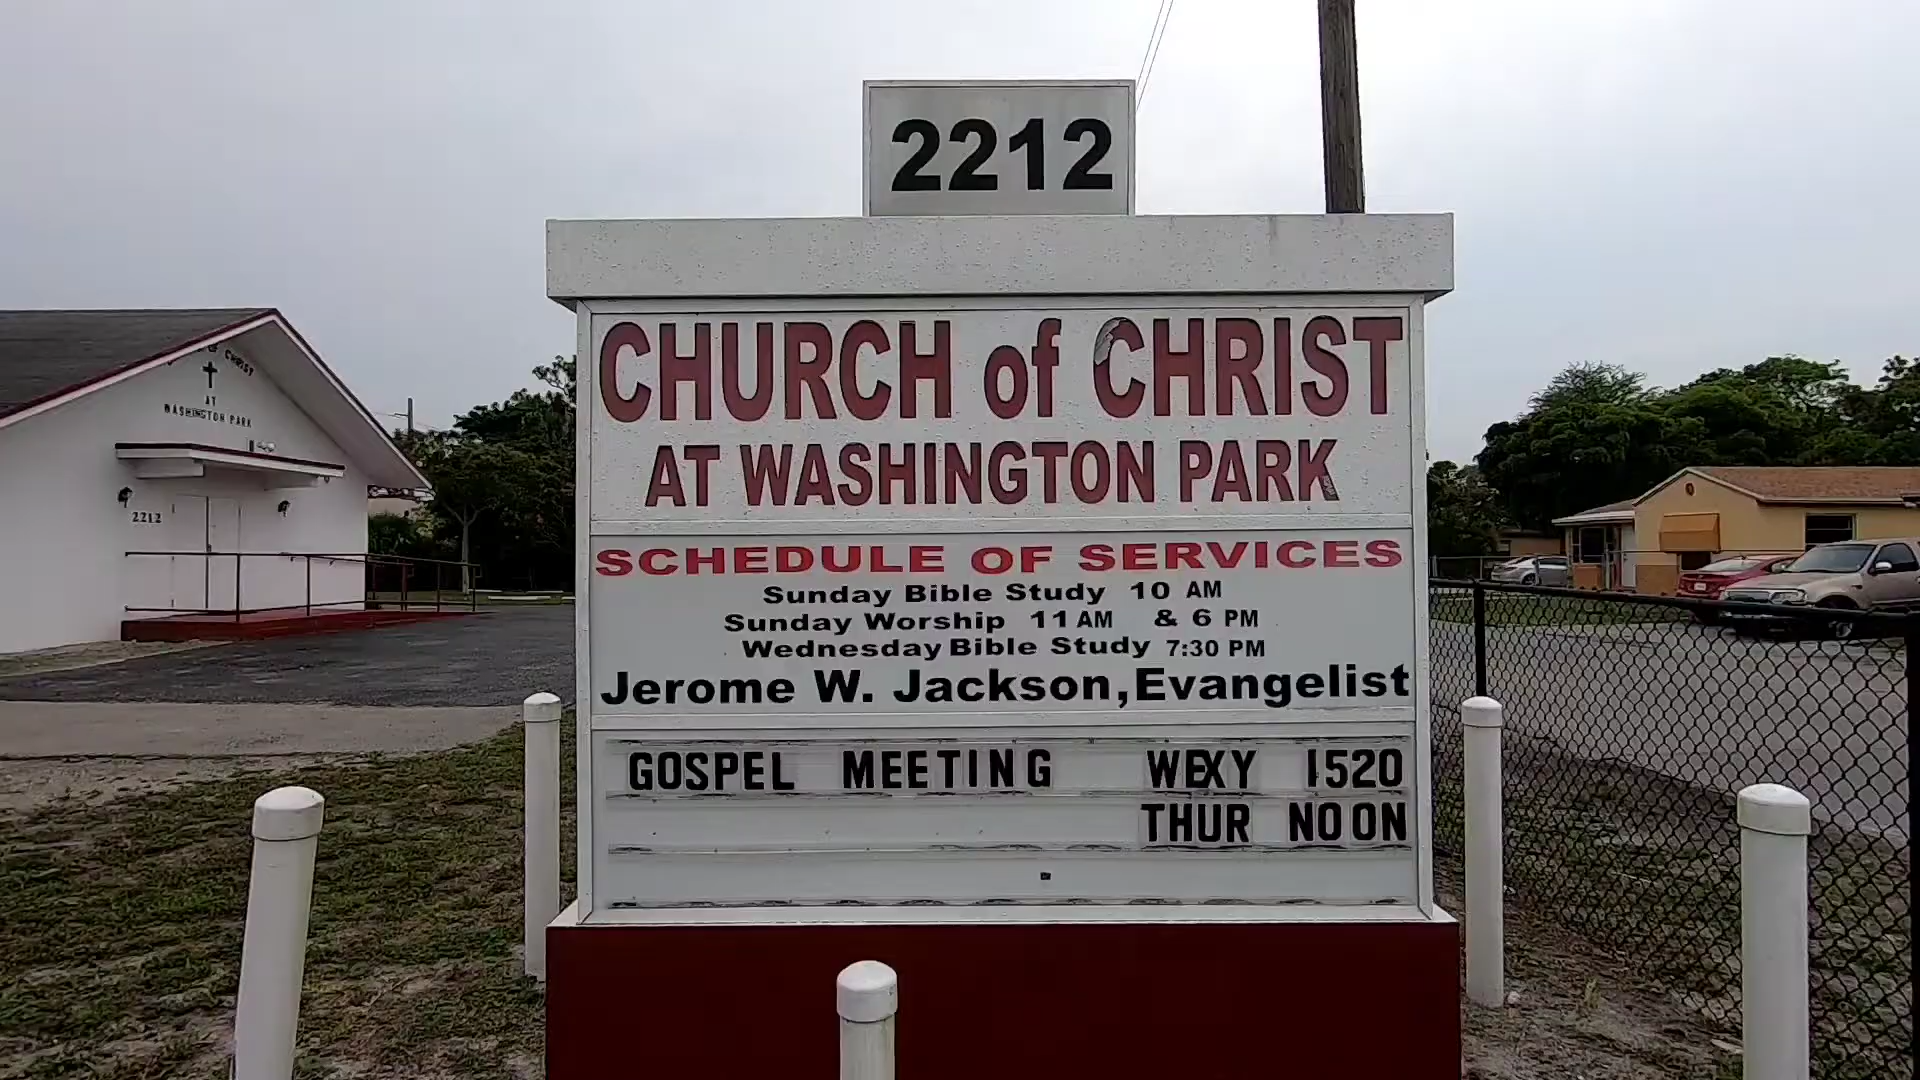 2212
CHURCH of CHRIST
AT WASHINGTON PARK
SCHEDULE OF SERVICES
Sunday Bible Study 10 AM
Sunday Worship 11 AM & 6 PM
Wednesday Bible Study 7:30 PM
Jerome W. Jackson, Evangelist
GOSPEL MEETING WEXY 1520
THUR NOON
OF CHRIST
AT
WASHINGTON PARK
2212